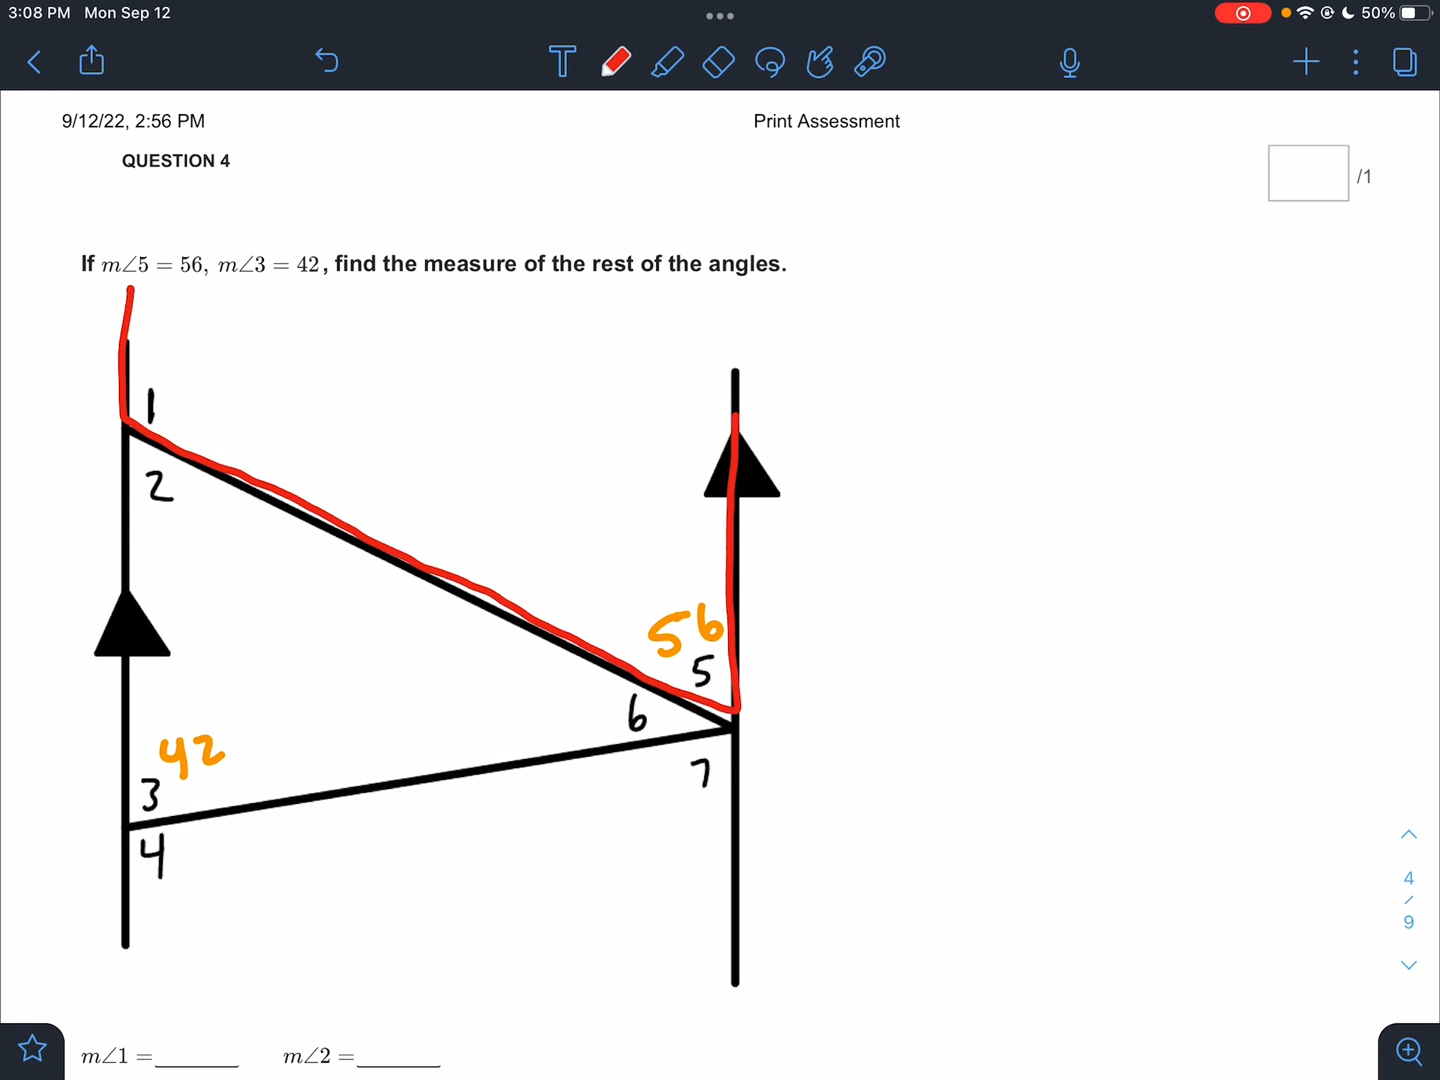 3:08 PM Mon Sep 12
50%
9/12/22, 2:56 PM
Print Assessment
QUESTION 4
/1
If m∠5 = 56, m∠3 = 42, find the measure of the rest of the angles.
1
2
56
5
6
42
7
3
4
4
/
9
m∠1 =________ m∠2 =________